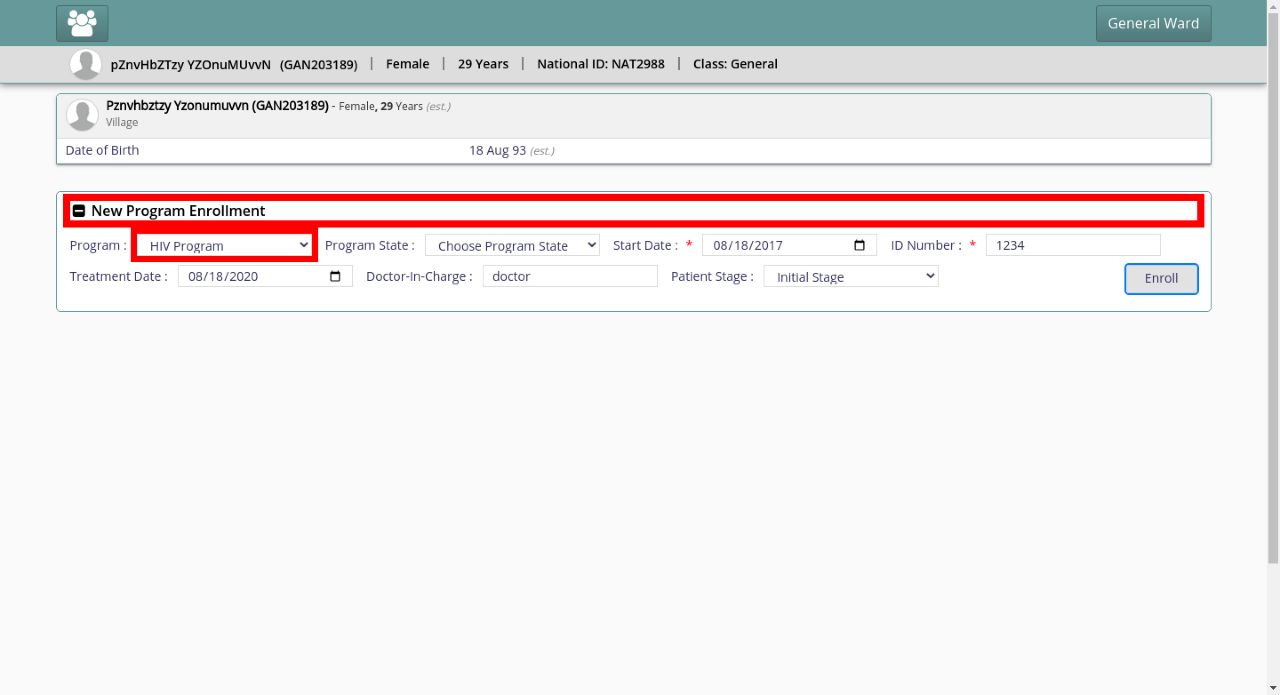 General Ward
pZnvHbZTzy YZOnuMUvvN (GAN203189) | Female | 29 Years | National ID: NAT2988 | Class: General
Pznvhbztzy Yzonumuvvn (GAN203189) - Female, 29 Years (est.)
Village
Date of Birth 18 Aug 93 (est.)
New Program Enrollment
Program : HIV Program Program State : Choose Program State Start Date : * 08/18/2017 ID Number : * 1234
Treatment Date : 08/18/2020 Doctor-In-Charge : doctor Patient Stage : Initial Stage Enroll